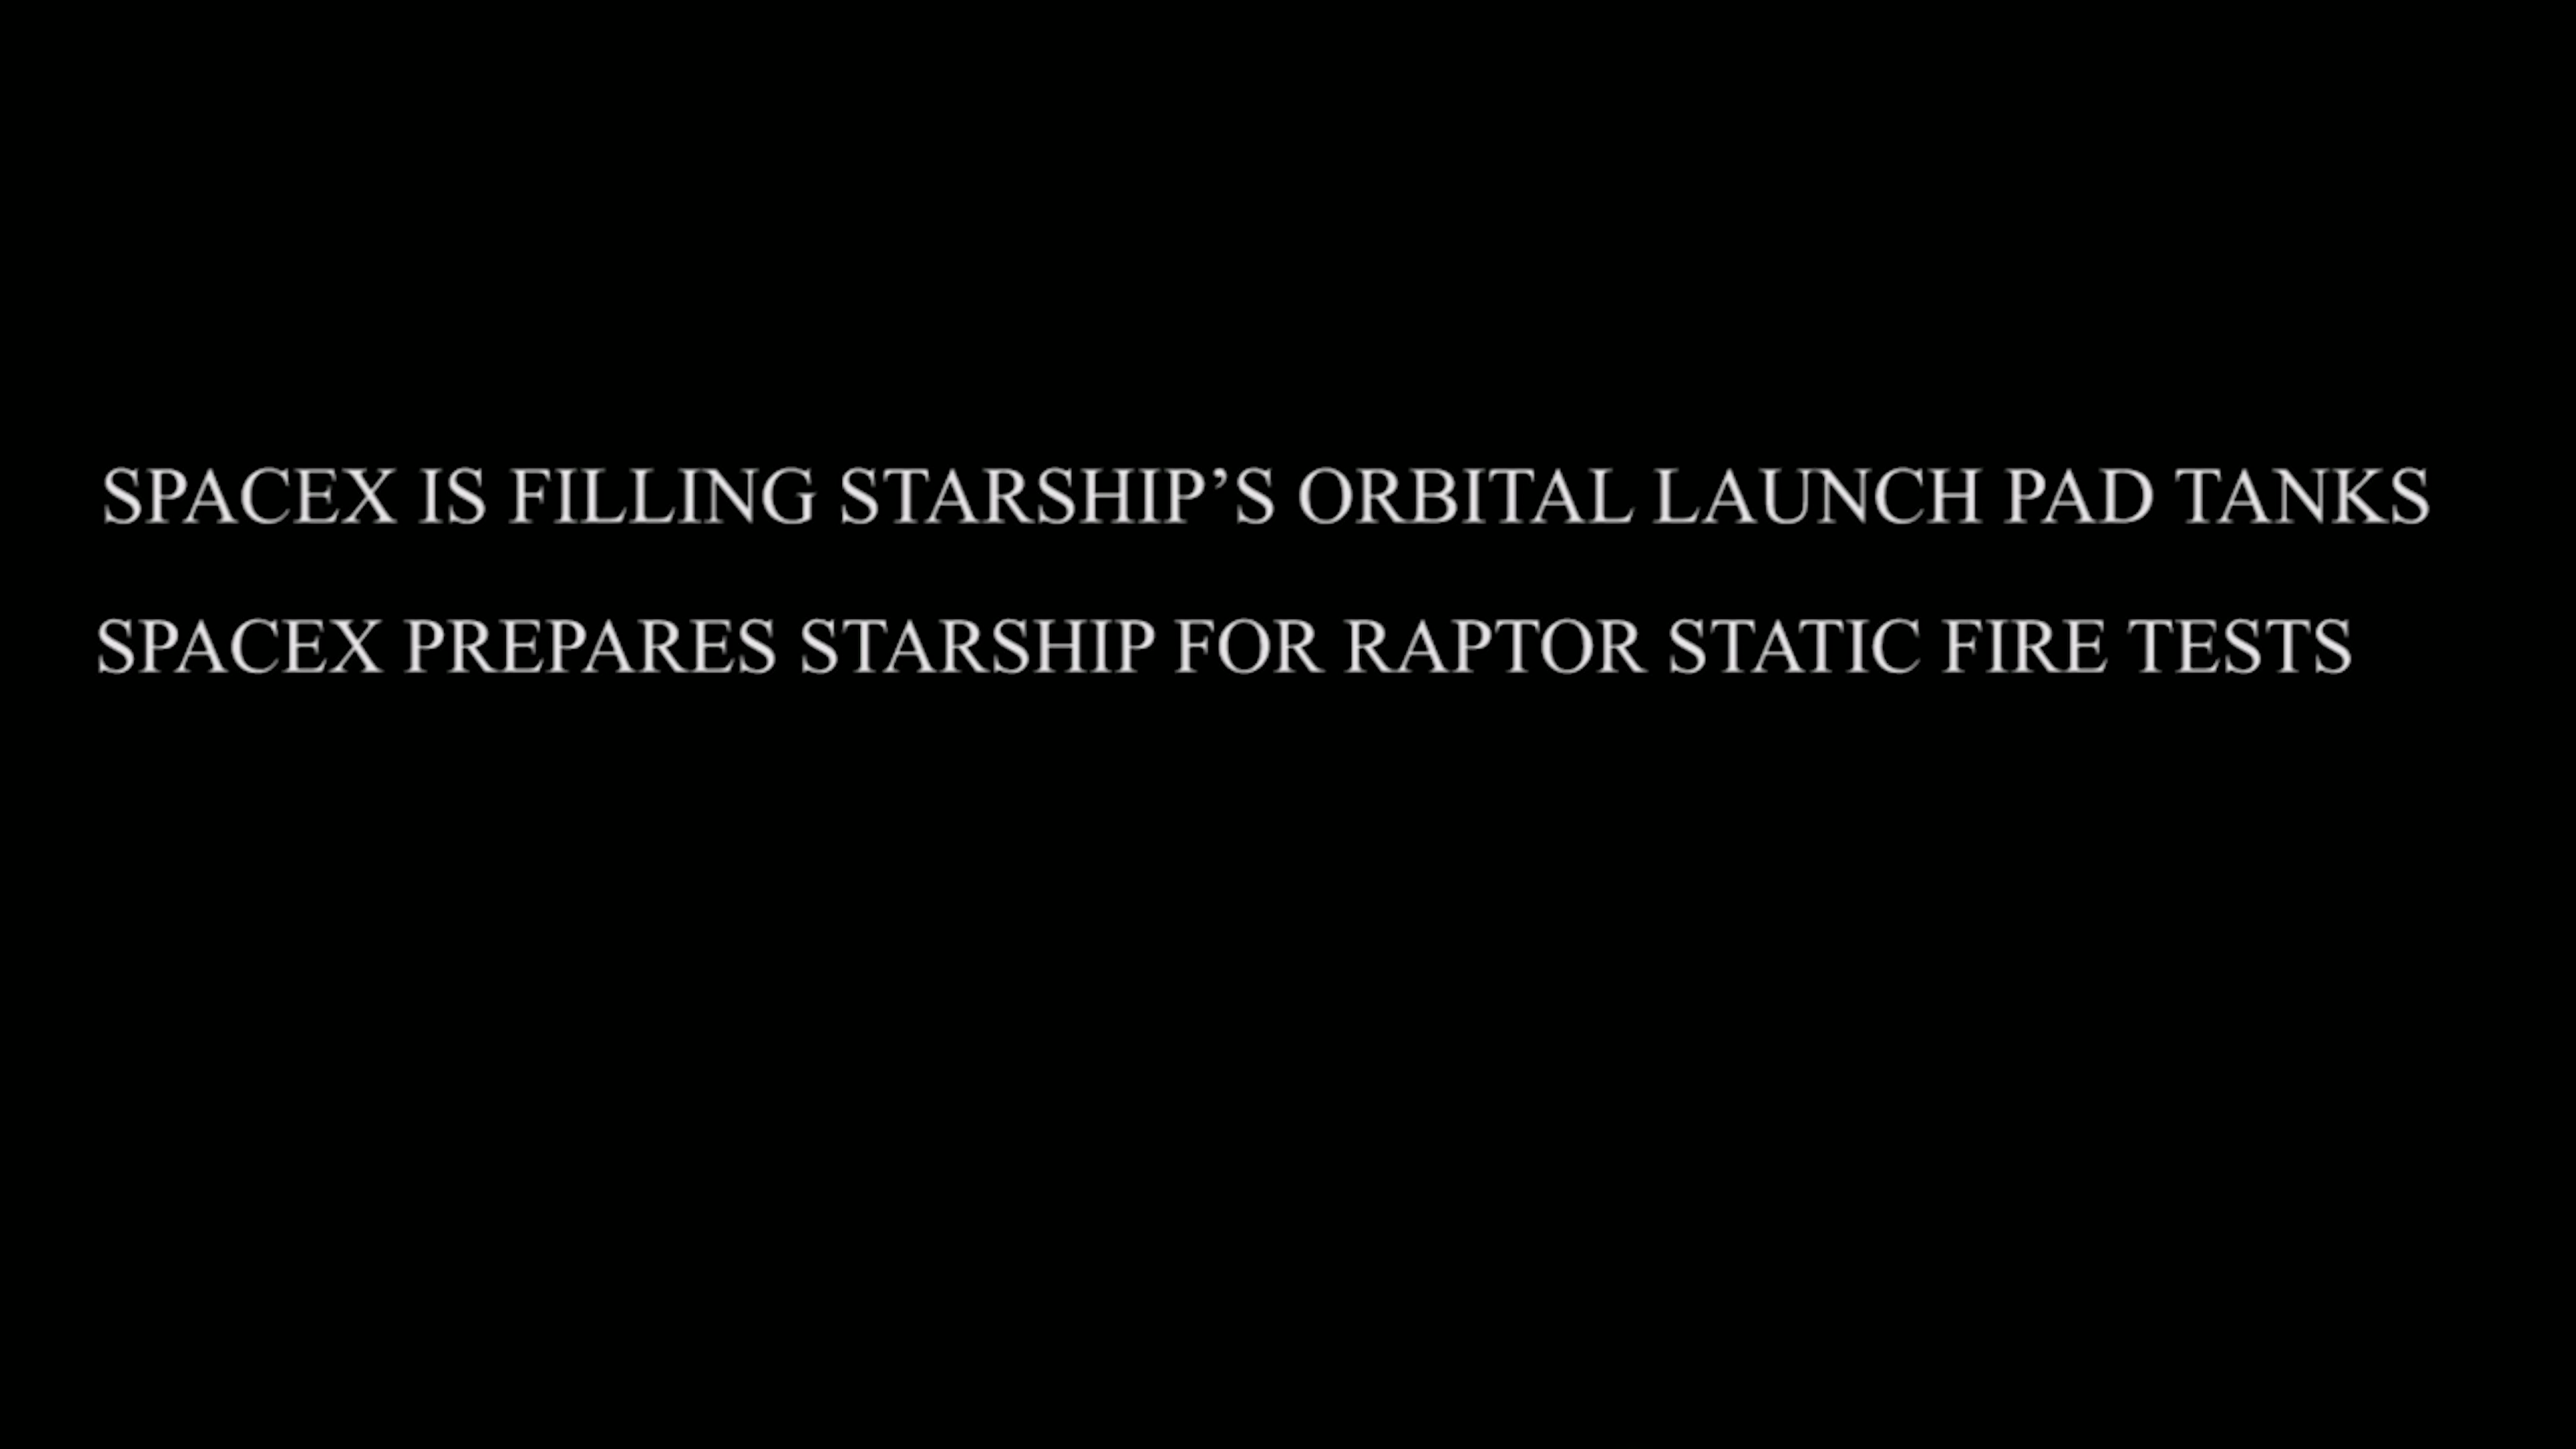 SPACEX IS FILLING STARSHIP’S ORBITAL LAUNCH PAD TANKS
SPACEX PREPARES STARSHIP FOR RAPTOR STATIC FIRE TESTS